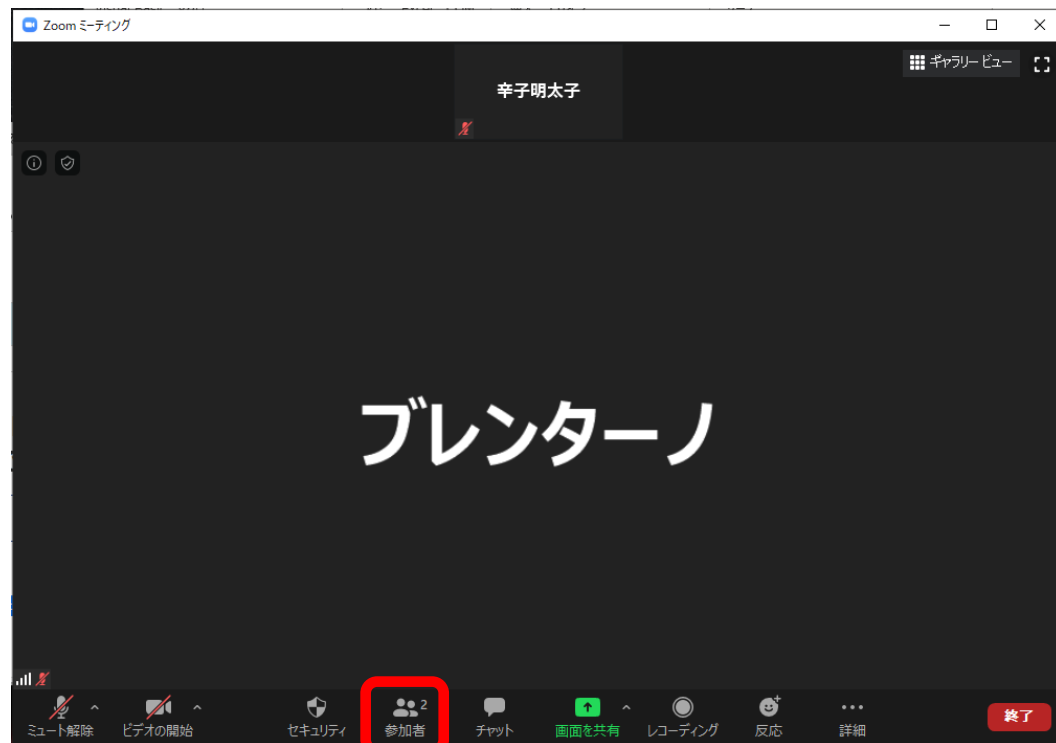 Zoom ミーティング
辛子明太子
ギャラリー ビュー
ブレンターノ
ミュート解除 ビデオの開始 セキュリティ 参加者 2 チャット 画面を共有 レコーディング 反応 詳細 終了